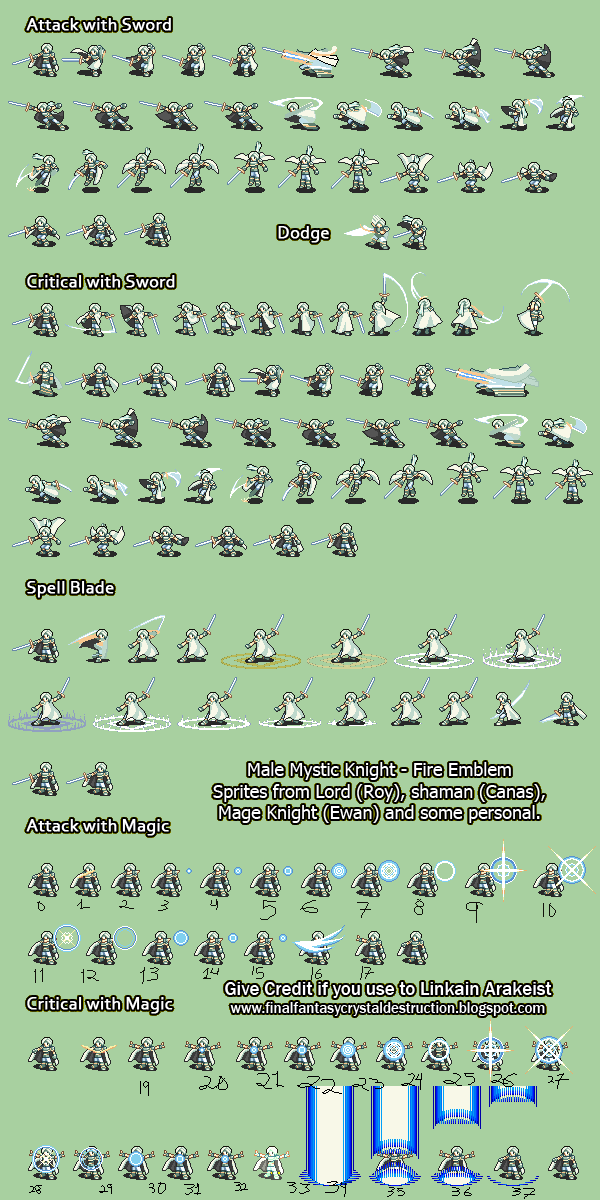 Attack with Sword
Dodge
Critical with Sword
Spell Blade
Male Mystic Knight - Fire Emblem
Sprites from Lord (Roy), shaman (Canas),
Mage Knight (Ewan) and some personal.
Attack with Magic
0 1 2 3 4 5 6 7 8 9 10
11 12 13 14 15 16 17
Give Credit if you use to Linkain Arakeist
www.finalfantasycrystaldestruction.blogspot.com
Critical with Magic
19 20 21 22 23 24 25 26 27
28 29 30 31 32 33 34 35 36 37